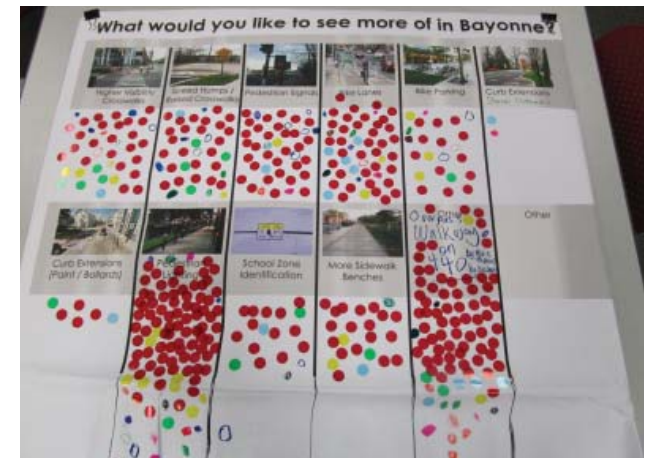 What would you like to see more of in Bayonne?
Higher Visibility
Crosswalks
Speed Humps /
Raised Crosswalks
Pedestrian Signals
Bike Lanes
Bike Parking
Curb Extensions
Curb Extensions
(Paint / Bollards)
Pedestrian
Lighting
School Zone
Identification
More Sidewalk
Benches
Walkway
on
440
Other